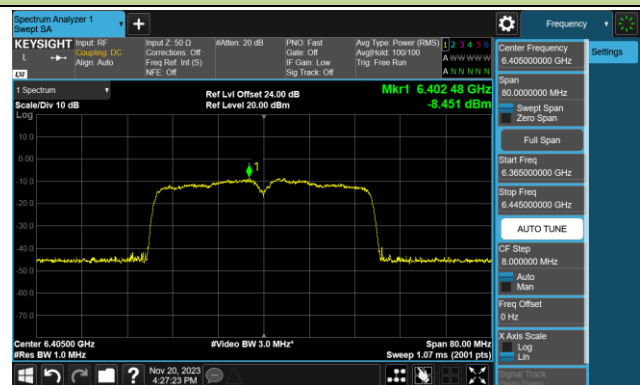 Spectrum Analyzer 1
Swept SA
Frequency
KEYSIGHT
Input: RF
Coupling: DC
Align: Auto
Input Z: 50 Ω
Corrections: Off
Freq Ref: Int (S)
NFE: Off
#Atten: 20 dB
PNO: Fast
Gate: Off
IF Gain: Low
Sig Track: Off
Avg Type: Power (RMS)
Avg|Hold: 100/100
Trig: Free Run
1 2 3 4 5 6
A W W W W W
A N N N N N
L
LXI
1 Spectrum
Scale/Div 10 dB
Log
Ref Lvl Offset 24.00 dB
Ref Level 20.00 dBm
Mkr1 6.402 48 GHz
-8.451 dBm
10.0
0.00
1
-10.0
-20.0
-30.0
-40.0
-50.0
-60.0
-70.0
Center 6.40500 GHz
#Res BW 1.0 MHz
#Video BW 3.0 MHz*
Span 80.00 MHz
Sweep 1.07 ms (2001 pts)
Center Frequency
6.405000000 GHz
Settings
Span
80.0000000 MHz
Swept Span
Zero Span
Full Span
Start Freq
6.365000000 GHz
Stop Freq
6.445000000 GHz
AUTO TUNE
CF Step
8.000000 MHz
Auto
Man
Freq Offset
0 Hz
X Axis Scale
Log
Lin
Signal Track
(Span Zoom)
Nov 20, 2023
4:27:23 PM